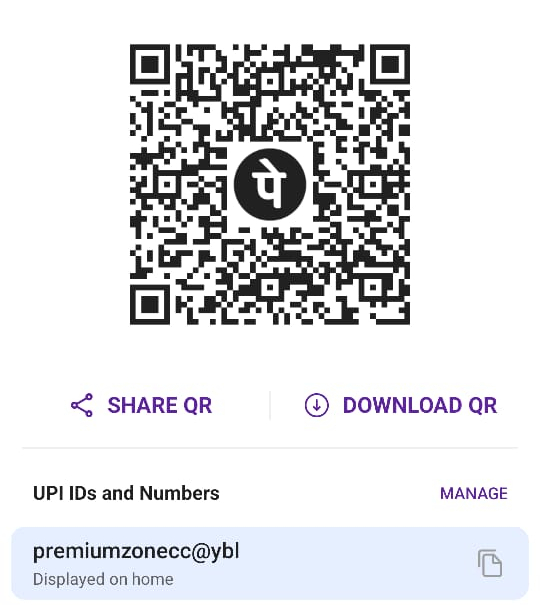 पे
SHARE QR
DOWNLOAD QR
UPI IDs and Numbers
MANAGE
premiumzonecc@ybl
Displayed on home